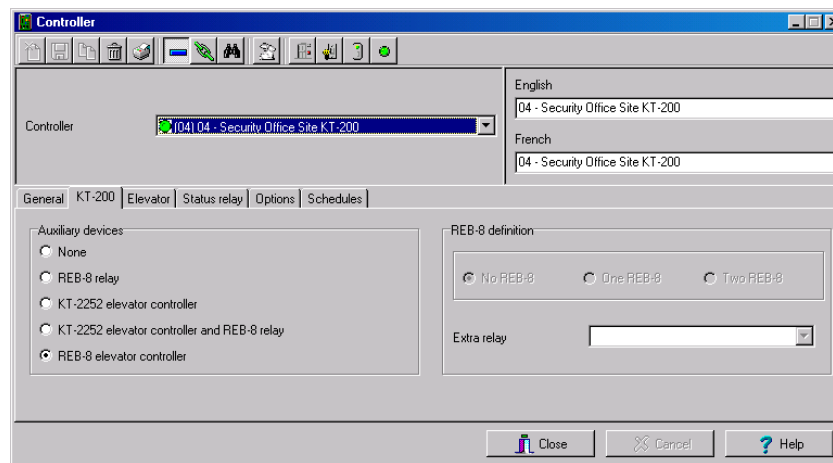 Controller
English
04 - Security Office Site KT-200
Controller
(04) 04 - Security Office Site KT-200
French
04 - Security Office Site KT-200
General KT-200 Elevator Status relay Options Schedules
Auxiliary devices
None
REB-8 relay
KT-2252 elevator controller
KT-2252 elevator controller and REB-8 relay
REB-8 elevator controller
REB-8 definition
No REB-8 One REB-8 Two REB-8
Extra relay
Close Cancel Help